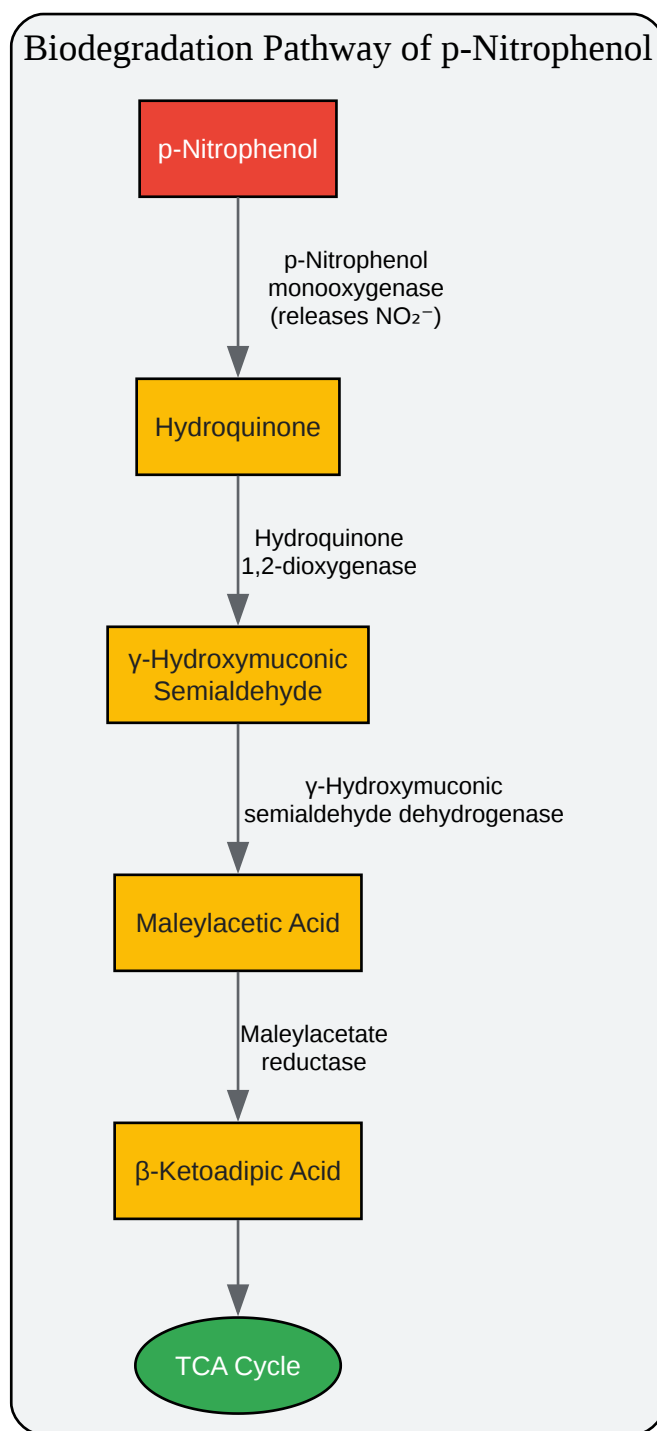 Biodegradation Pathway of p-Nitrophenol
p-Nitrophenol
p-Nitrophenol
monooxygenase
(releases NO₂⁻)
Hydroquinone
Hydroquinone
1,2-dioxygenase
γ-Hydroxymuconic
Semialdehyde
γ-Hydroxymuconic
semialdehyde dehydrogenase
Maleylacetic Acid
Maleylacetate
reductase
β-Ketoadipic Acid
TCA Cycle